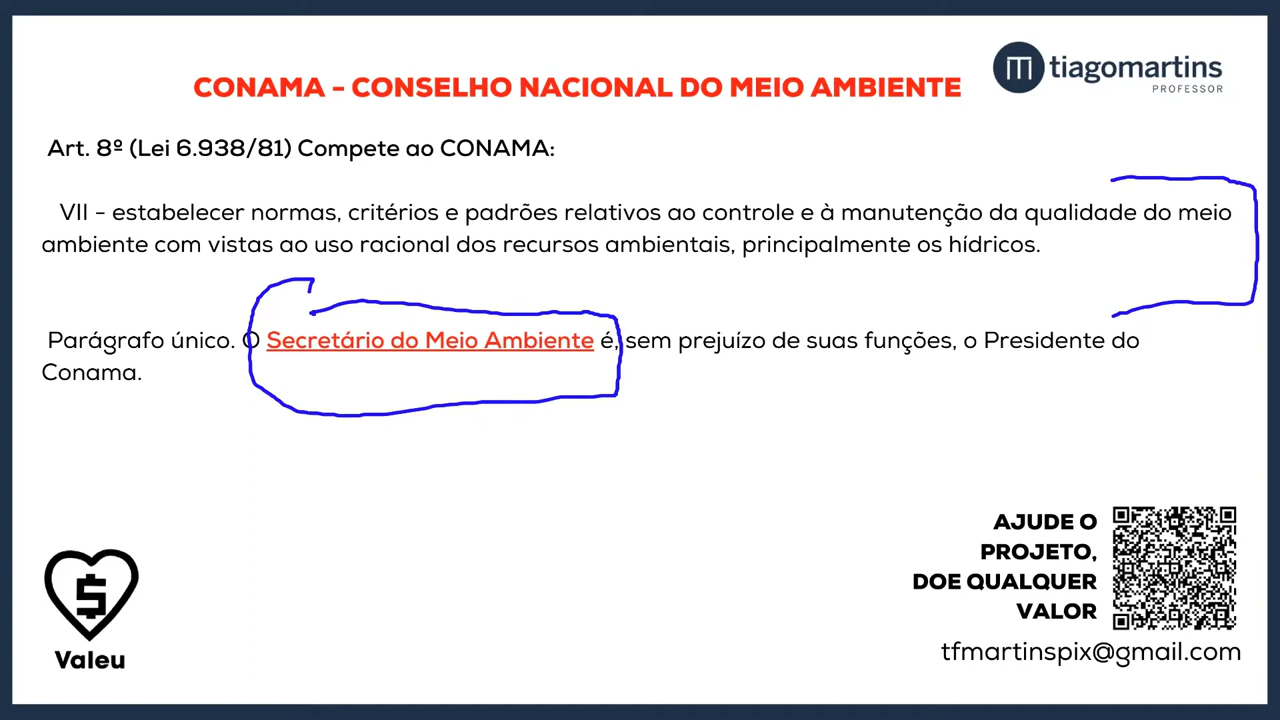 tiagomartins
PROFESSOR
CONAMA - CONSELHO NACIONAL DO MEIO AMBIENTE
Art. 8º (Lei 6.938/81) Compete ao CONAMA:
VII - estabelecer normas, critérios e padrões relativos ao controle e à manutenção da qualidade do meio
ambiente com vistas ao uso racional dos recursos ambientais, principalmente os hídricos.
Parágrafo único. O Secretário do Meio Ambiente é, sem prejuízo de suas funções, o Presidente do
Conama.
AJUDE O
PROJETO,
DOE QUALQUER
VALOR
tfmartinspix@gmail.com
$
Valeu